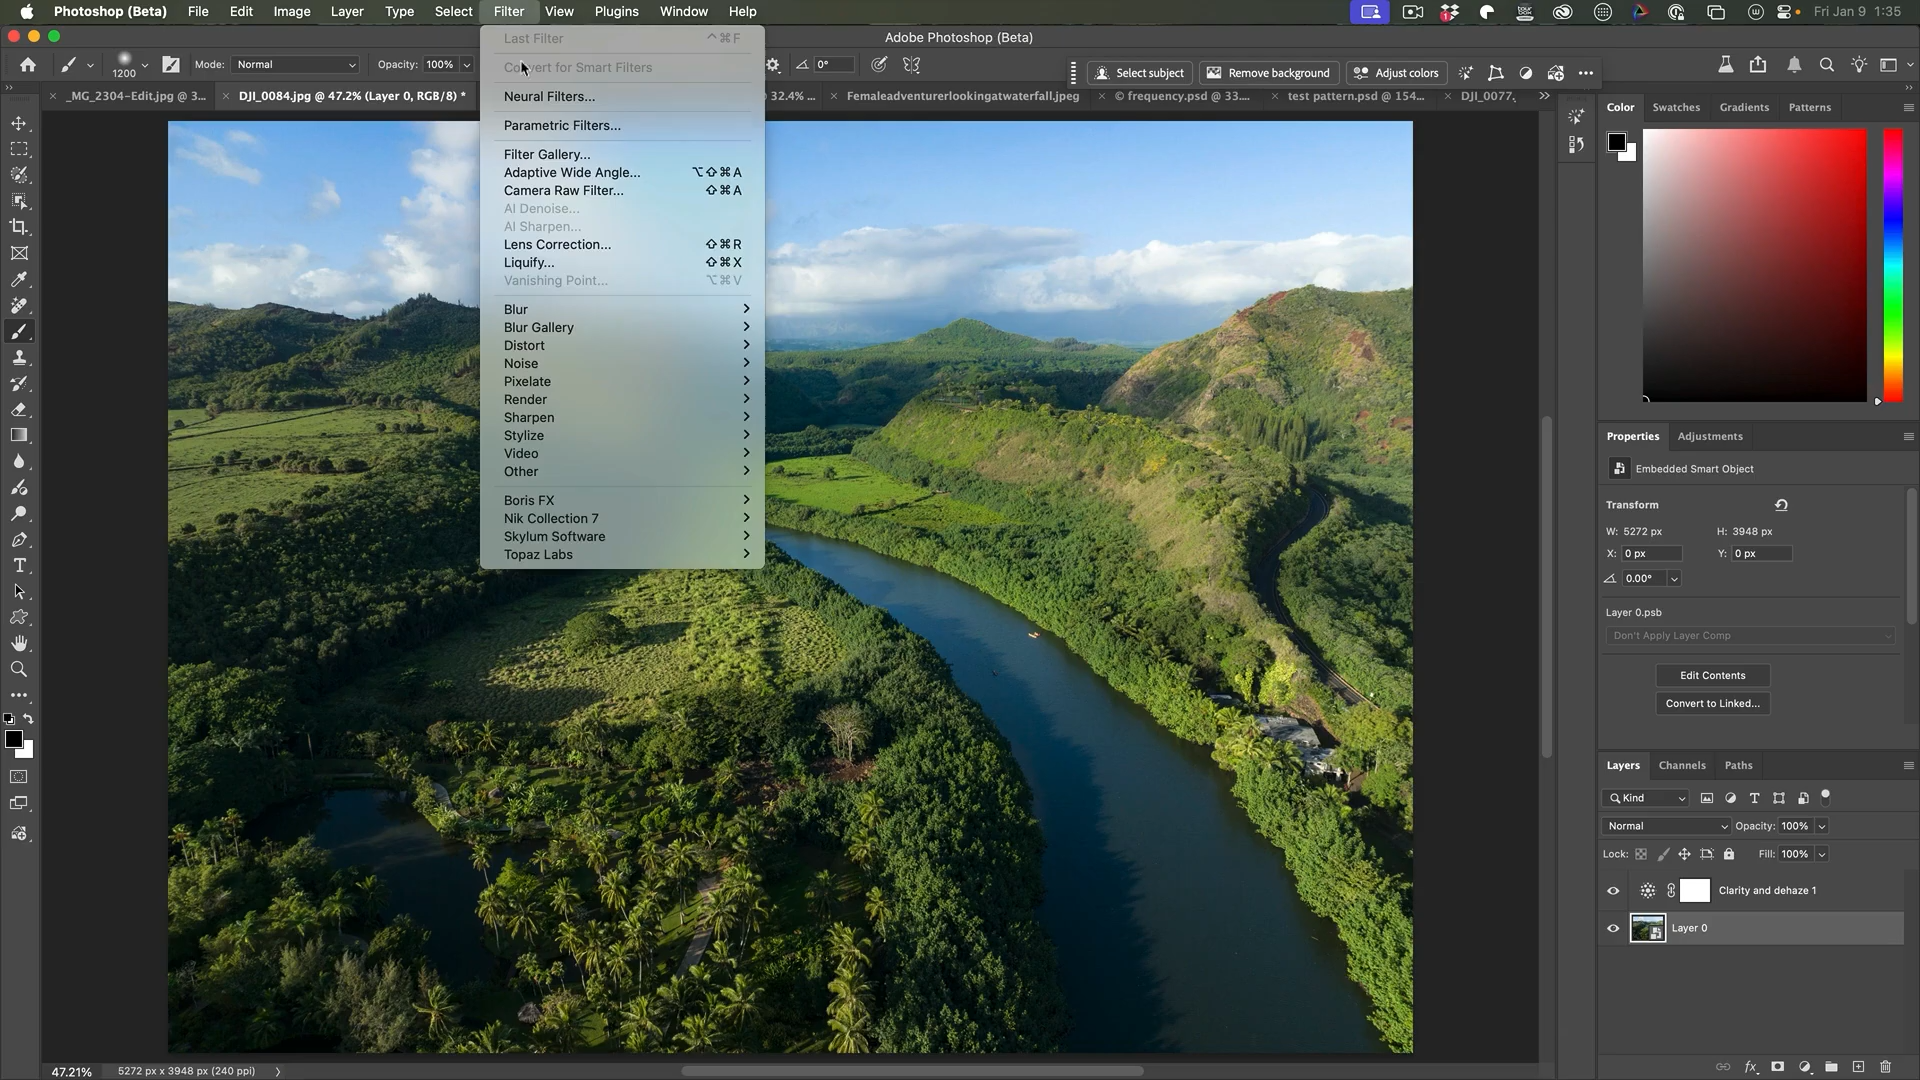 Photoshop (Beta) File Edit Image Layer Type Select Filter View Plugins Window Help Fri Jan 9 1:35
Adobe Photoshop (Beta)
1200 Mode: Normal Opacity: 100% 0° Select subject Remove background Adjust colors
_MG_2304-Edit.jpg @ 3... DJI_0084.jpg @ 47.2% (Layer 0, RGB/8) * 32.4% ... Femaleadventurerlookingatwaterfall.jpeg © frequency.psd @ 33.... test pattern.psd @ 154... DJI_0077.
Last Filter ^⌘F
Convert for Smart Filters
Neural Filters...
Parametric Filters...
Filter Gallery...
Adaptive Wide Angle... ⌥⇧⌘A
Camera Raw Filter... ⇧⌘A
AI Denoise...
AI Sharpen...
Lens Correction... ⇧⌘R
Liquify... ⇧⌘X
Vanishing Point... ⌥⌘V
Blur
Blur Gallery
Distort
Noise
Pixelate
Render
Sharpen
Stylize
Video
Other
Boris FX
Nik Collection 7
Skylum Software
Topaz Labs
Color Swatches Gradients Patterns
Properties Adjustments
Embedded Smart Object
Transform
W: 5272 px H: 3948 px
X: 0 px Y: 0 px
0.00°
Layer 0.psb
Don't Apply Layer Comp
Edit Contents
Convert to Linked...
Layers Channels Paths
Kind
Normal Opacity: 100%
Lock: Fill: 100%
Clarity and dehaze 1
Layer 0
47.21% 5272 px x 3948 px (240 ppi)